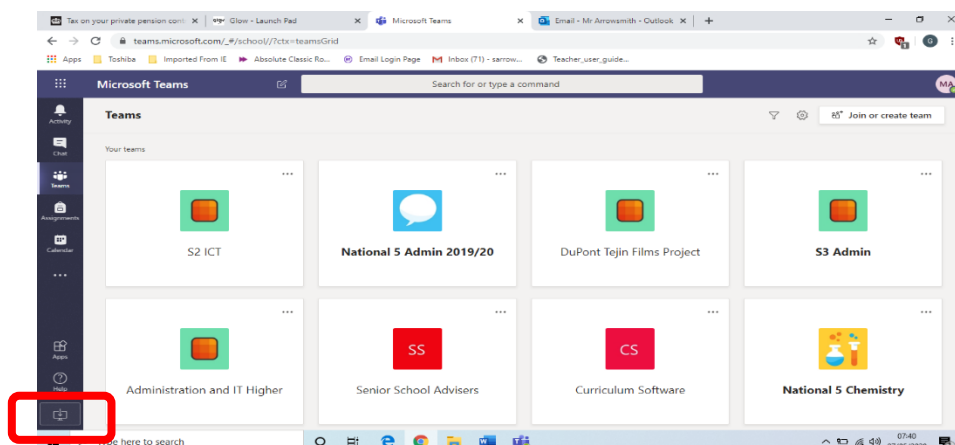 Tax on your private pension cont
Glow - Launch Pad
Microsoft Teams
Email - Mr Arrowsmith - Outlook
teams.microsoft.com/_#/school//?ctx=teamsGrid
Apps
Toshiba
Imported From IE
Absolute Classic Ro...
Email Login Page
Inbox (71) - sarrow...
Teacher_user_guide...
Microsoft Teams
Search for or type a command
MA
Activity
Teams
Join or create team
Chat
Your teams
Teams
Assignments
Calendar
S2 ICT
National 5 Admin 2019/20
DuPont Tejin Films Project
S3 Admin
SS
CS
Apps
Help
Administration and IT Higher
Senior School Advisers
Curriculum Software
National 5 Chemistry
here to search
07:40